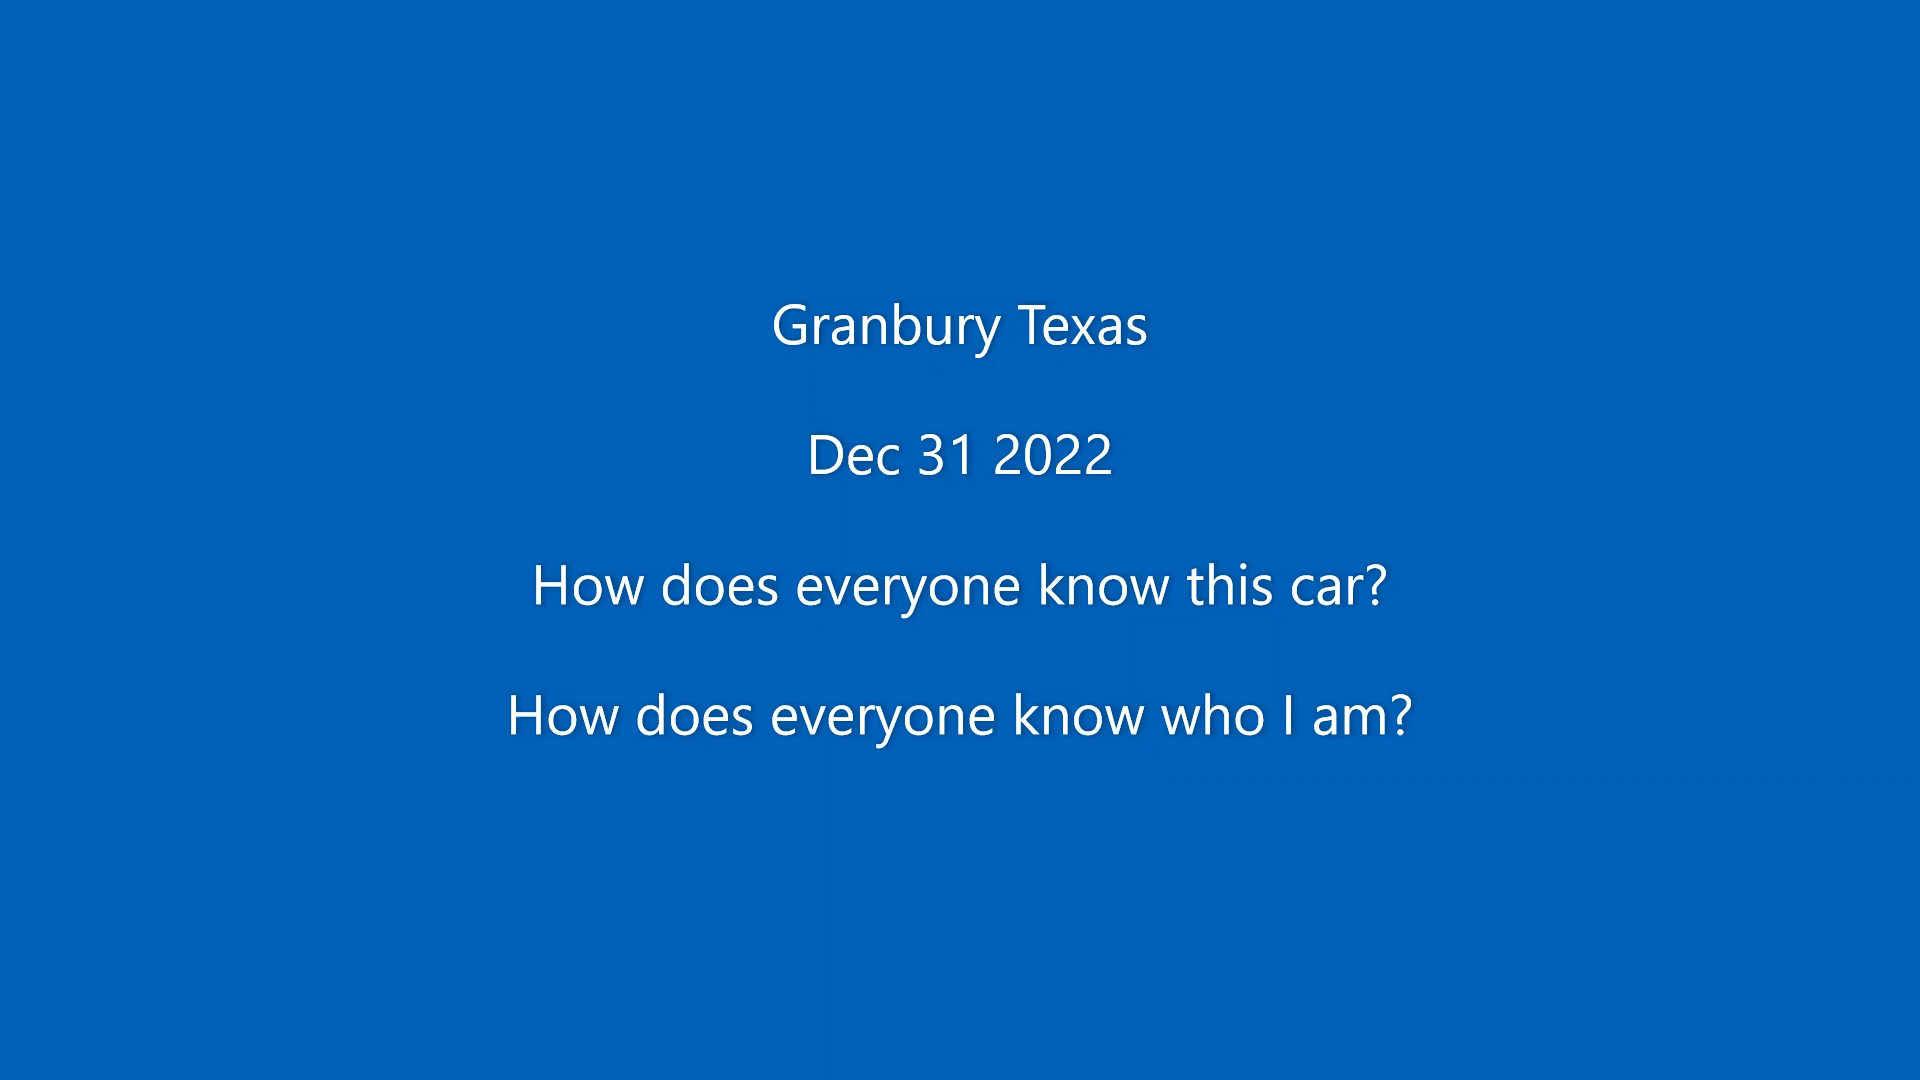 Granbury Texas
Dec 31 2022
How does everyone know this car?
How does everyone know who I am?